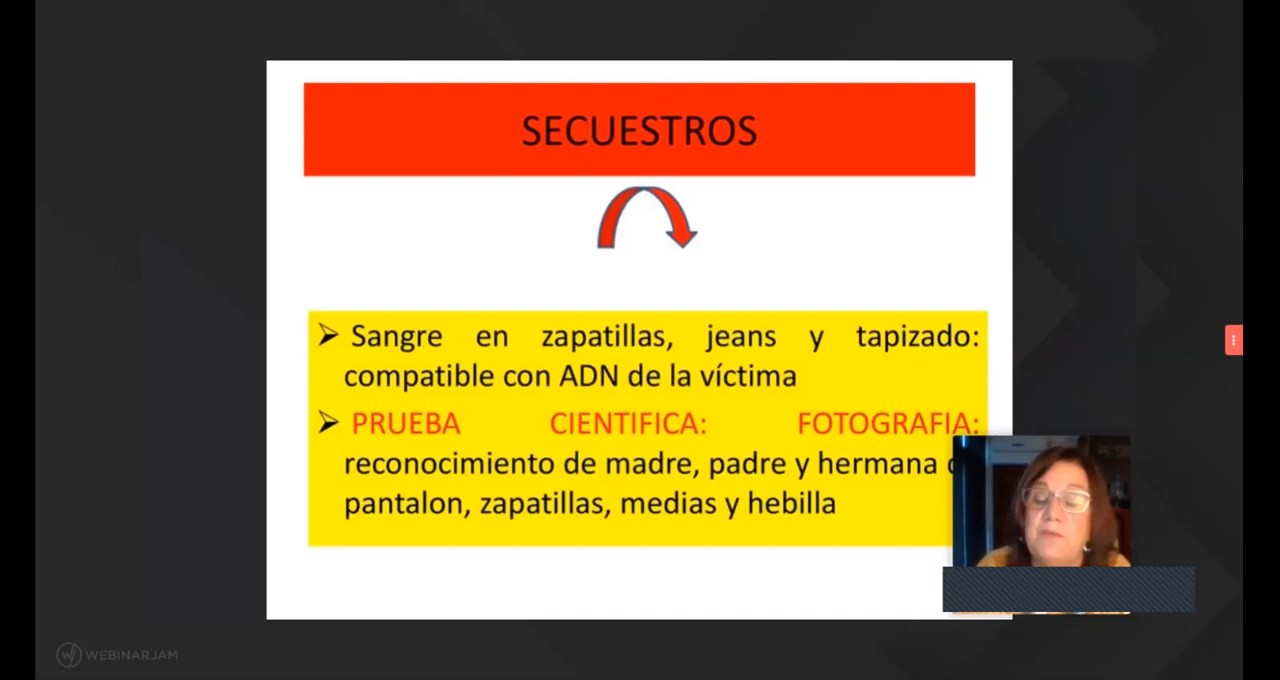 SECUESTROS
Sangre en zapatillas, jeans y tapizado:
compatible con ADN de la víctima
PRUEBA CIENTIFICA: FOTOGRAFIA:
reconocimiento de madre, padre y hermana
pantalon, zapatillas, medias y hebilla
WEBINARJAM